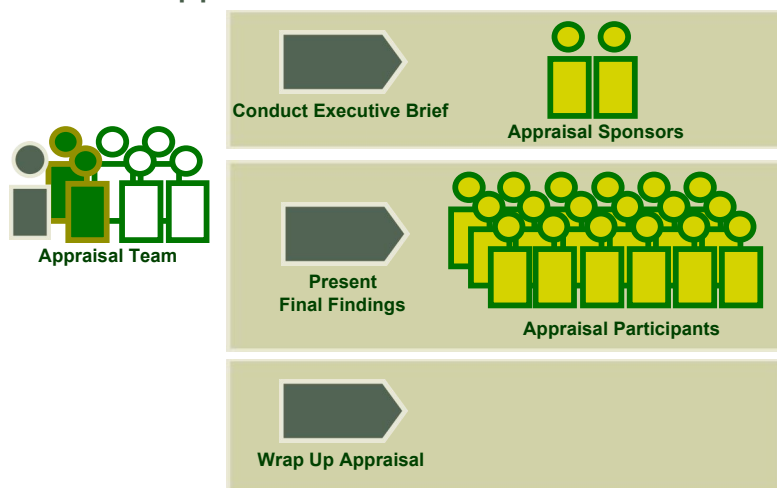 Conduct Executive Brief
Appraisal Sponsors
Appraisal Team
Present
Final Findings
Appraisal Participants
Wrap Up Appraisal